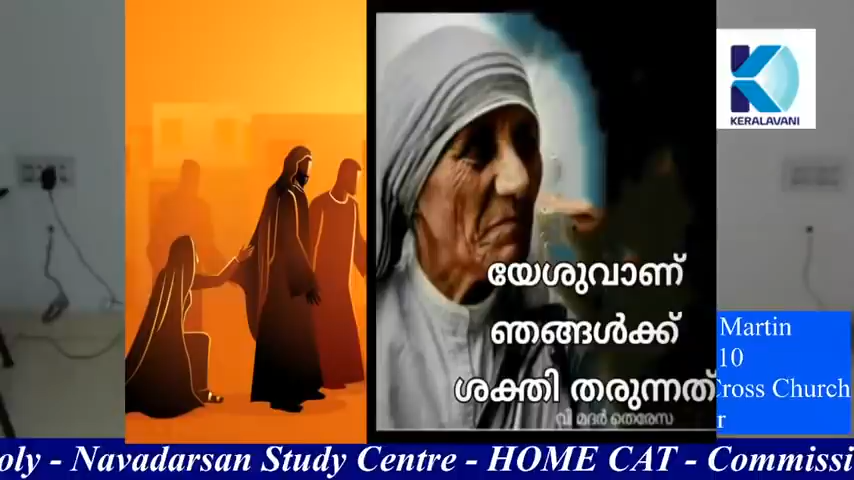 യേശുവാണ്
ഞങ്ങൾക്ക്
ശക്തി തരുന്നത്
വി മദർ തെരേസ
KERALAVANI
Martin
10
Cross Church
r
oly - Navadarsan Study Centre - HOME CAT - Commissi